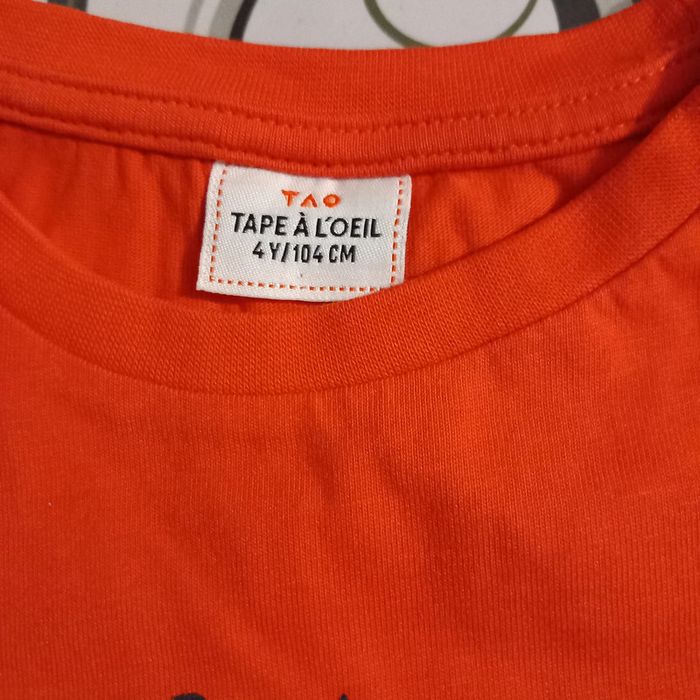 TAO
TAPE À L'OEIL
4 Y/104 CM